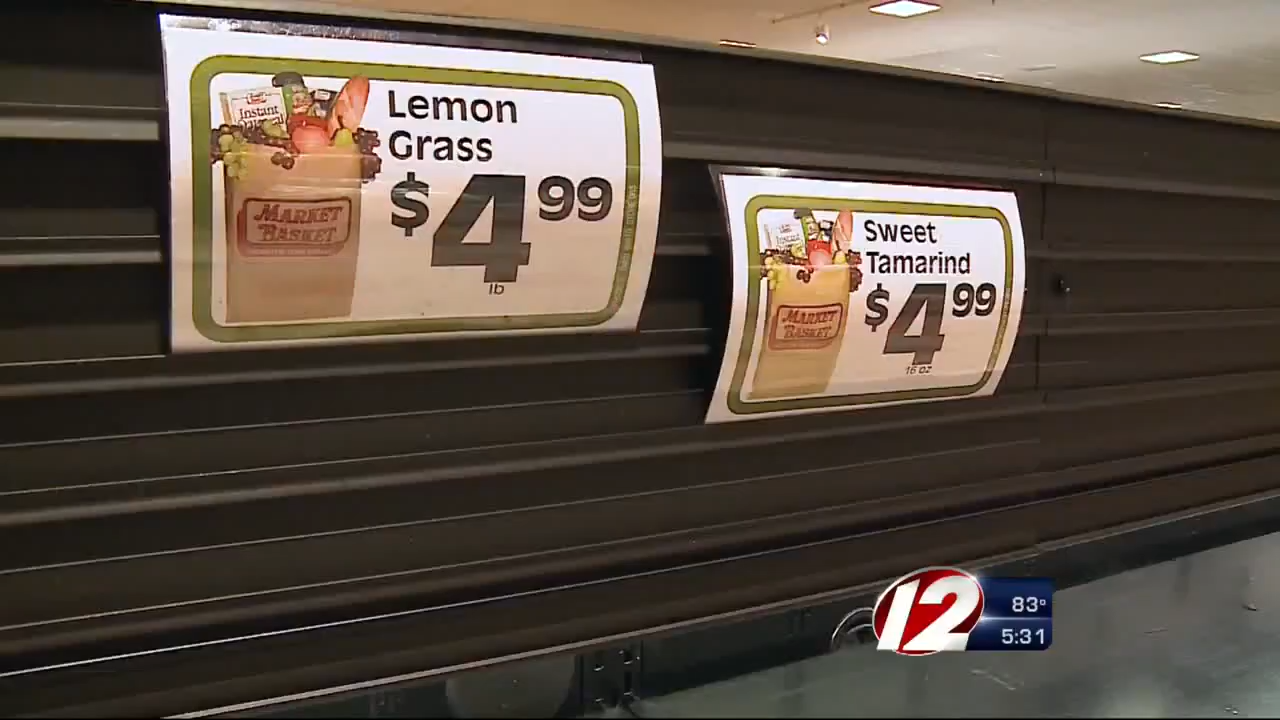 Lemon
Grass
$4 99
lb
Instant
MARKET
BASKET
Sweet
Tamarind
$4 99
16 oz
MARKET
BASKET
12
83°
5:31